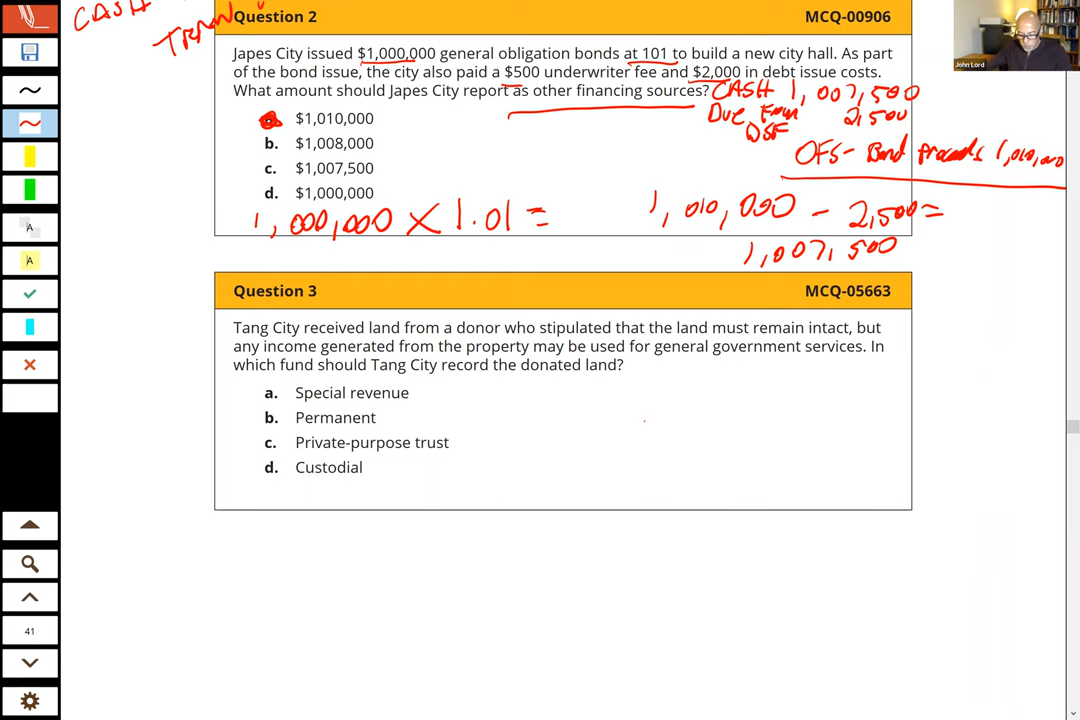 CASH
Question 2 MCQ-00906
Japes City issued $1,000,000 general obligation bonds at 101 to build a new city hall. As part
of the bond issue, the city also paid a $500 underwriter fee and $2,000 in debt issue costs.
What amount should Japes City report as other financing sources?
CASH 1,007,500
Due From 2,500
DSF
a. $1,010,000
OFS- Bond Proceeds 1,010,000
b. $1,008,000
c. $1,007,500
d. $1,000,000
1,000,000 X 1.01 =
1,010,000 - 2,500 =
1,007,500
Question 3 MCQ-05663
Tang City received land from a donor who stipulated that the land must remain intact, but
any income generated from the property may be used for general government services. In
which fund should Tang City record the donated land?
a. Special revenue
b. Permanent
c. Private-purpose trust
d. Custodial
John Lord
A
A
41